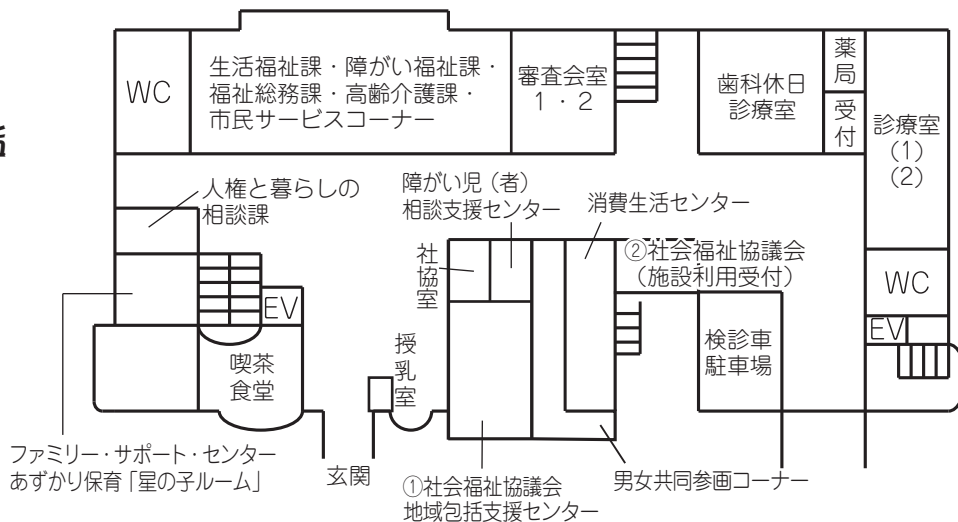 WC
生活福祉課・障がい福祉課・
福祉総務課・高齢介護課・
市民サービスコーナー
審査会室
1・2
歯科休日
診療室
薬局
受付
診療室
(1)
(2)
人権と暮らしの
相談課
障がい児(者)
相談支援センター
消費生活センター
社協室
②社会福祉協議会
(施設利用受付)
WC
EV
EV
喫茶
食堂
授乳室
検診車
駐車場
ファミリー・サポート・センター
あずかり保育「星の子ルーム」
玄関
①社会福祉協議会
地域包括支援センター
男女共同参画コーナー